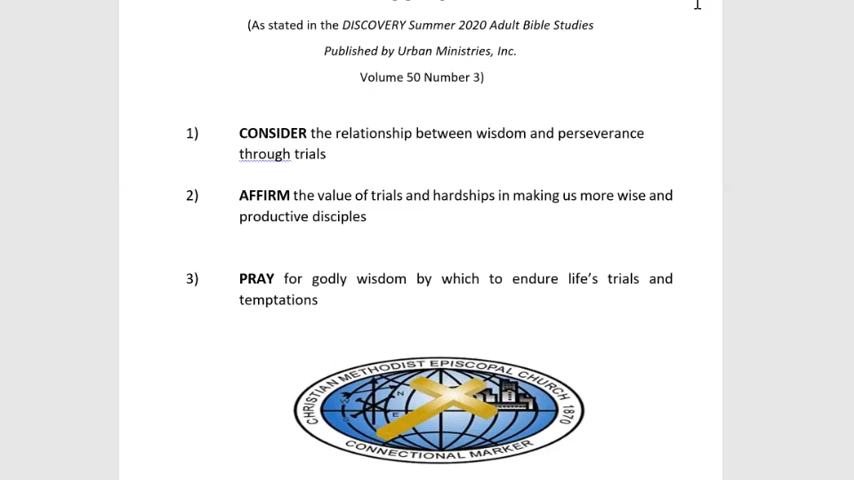 (As stated in the DISCOVERY Summer 2020 Adult Bible Studies
Published by Urban Ministries, Inc.
Volume 50 Number 3)
1) CONSIDER the relationship between wisdom and perseverance
through trials
2) AFFIRM the value of trials and hardships in making us more wise and
productive disciples
3) PRAY for godly wisdom by which to endure life’s trials and
temptations
CHRISTIAN METHODIST EPISCOPAL CHURCH 1870
N
E
CONNECTIONAL MARKER